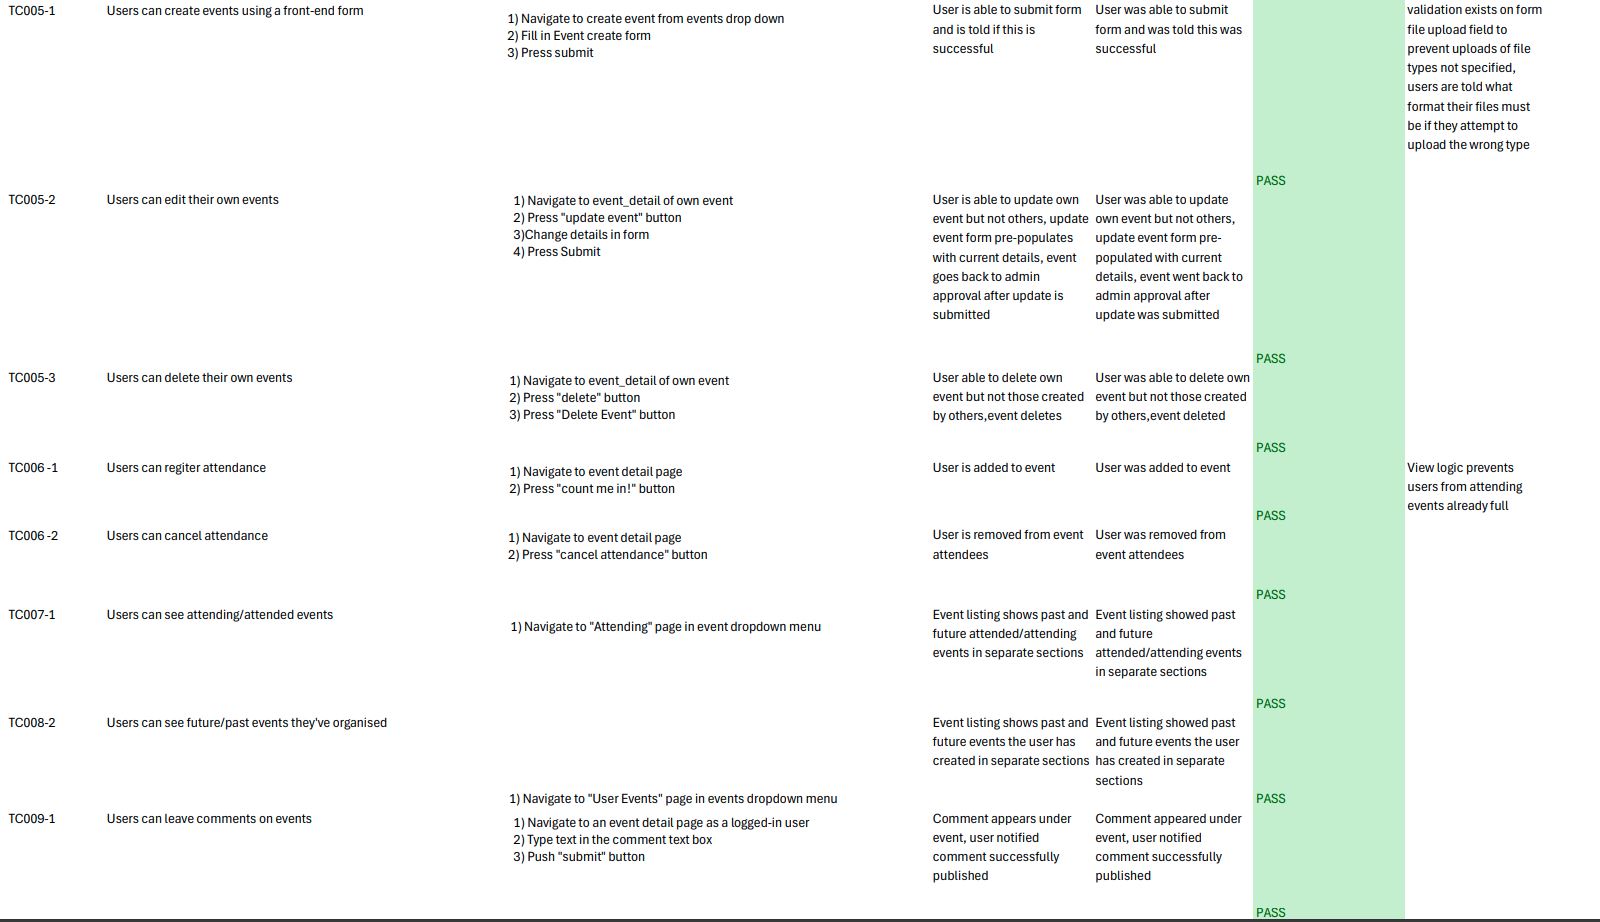 TC005-1
Users can create events using a front-end form
1) Navigate to create event from events drop down
2) Fill in Event create form
3) Press submit
User is able to submit form
and is told if this is
successful
User was able to submit
form and was told this was
successful
PASS
validation exists on form
file upload field to
prevent uploads of file
types not specified,
users are told what
format their files must
be if they attempt to
upload the wrong type
TC005-2
Users can edit their own events
1) Navigate to event_detail of own event
2) Press "update event" button
3)Change details in form
4) Press Submit
User is able to update own
event but not others, update
event form pre-populates
with current details, event
goes back to admin
approval after update is
submitted
User was able to update
own event but not others,
update event form pre-
populated with current
details, event went back to
admin approval after
update was submitted
PASS
TC005-3
Users can delete their own events
1) Navigate to event_detail of own event
2) Press "delete" button
3) Press "Delete Event" button
User able to delete own
event but not those created
by others,event deletes
User was able to delete own
event but not those created
by others,event deleted
PASS
TC006 -1
Users can regiter attendance
1) Navigate to event detail page
2) Press "count me in!" button
User is added to event
User was added to event
PASS
View logic prevents
users from attending
events already full
TC006 -2
Users can cancel attendance
1) Navigate to event detail page
2) Press "cancel attendance" button
User is removed from event
attendees
User was removed from
event attendees
PASS
TC007-1
Users can see attending/attended events
1) Navigate to "Attending" page in event dropdown menu
Event listing shows past and
future attended/attending
events in separate sections
Event listing showed past
and future
attended/attending events
in separate sections
PASS
TC008-2
Users can see future/past events they've organised
1) Navigate to "User Events" page in events dropdown menu
Event listing shows past and
future events the user has
created in separate sections
Event listing showed past
and future events the user
has created in separate
sections
PASS
TC009-1
Users can leave comments on events
1) Navigate to an event detail page as a logged-in user
2) Type text in the comment text box
3) Push "submit" button
Comment appears under
event, user notified
comment successfully
published
Comment appeared under
event, user notified
comment successfully
published
PASS